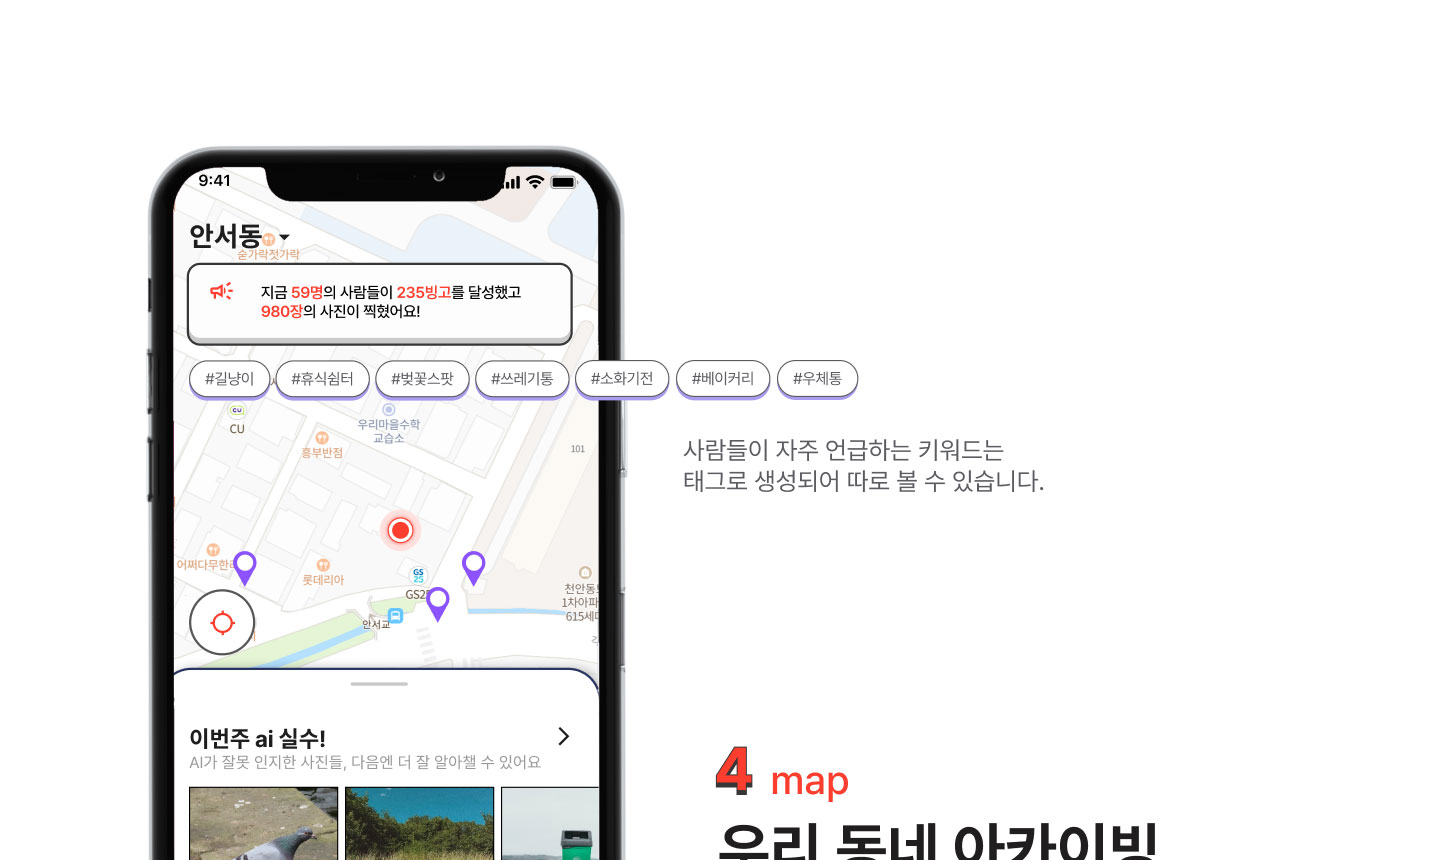 9:41
안서동
숟가락젓가락
지금 59명의 사람들이 235빙고를 달성했고
980장의 사진이 찍혔어요!
#길냥이 #휴식쉼터 #벚꽃스팟 #쓰레기통 #소화기전 #베이커리 #우체통
CU
CU
우리마을수학
교습소
흥부반점
101
사람들이 자주 언급하는 키워드는
태그로 생성되어 따로 볼 수 있습니다.
어쩌다무한리
롯데리아
GS
25
GS25
천안동
1차아파
615세대
안서교
이번주 ai 실수!
AI가 잘못 인지한 사진들, 다음엔 더 잘 알아챌 수 있어요
4 map
우리 동네 아카이빙